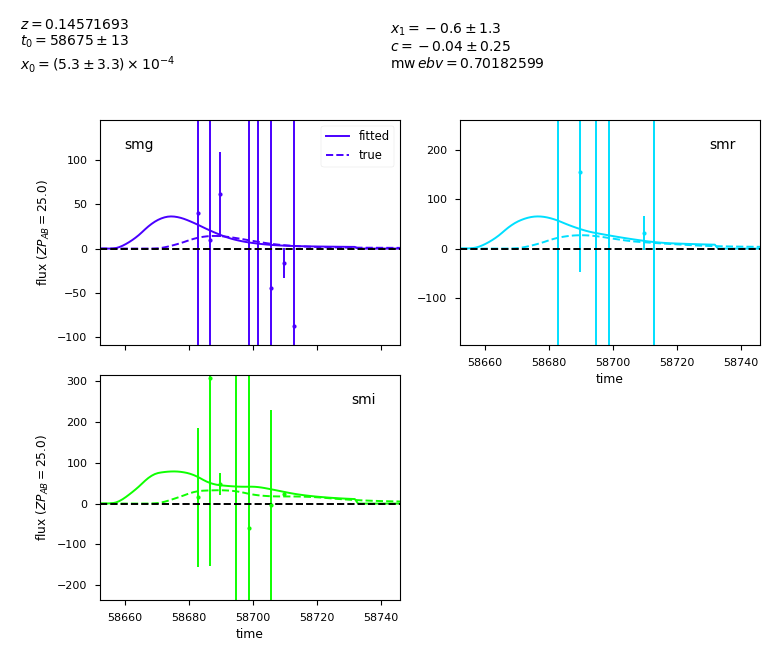 z = 0.14571693
t₀ = 58675 ± 13
x₀ = (5.3 ± 3.3) × 10⁻⁴
x₁ = −0.6 ± 1.3
c = −0.04 ± 0.25
mw ebv = 0.70182599
smg
fitted
true
100
50
0
−50
−100
flux (ZP_AB = 25.0)
smr
200
100
0
−100
58660 58680 58700 58720 58740
time
smi
300
200
100
0
−100
−200
flux (ZP_AB = 25.0)
58660 58680 58700 58720 58740
time